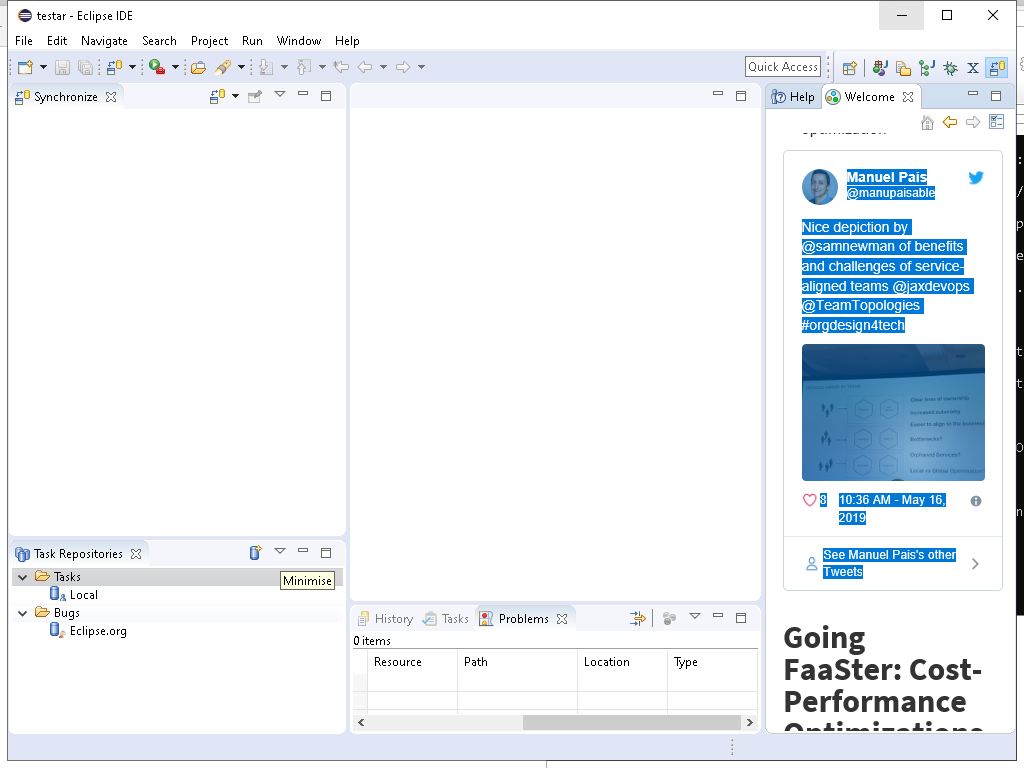 testar - Eclipse IDE
File Edit Navigate Search Project Run Window Help
Quick Access
Synchronize
Help Welcome
Manuel Pais
@manupaisable
Nice depiction by
@samnewman of benefits
and challenges of service-
aligned teams @jaxdevops
@TeamTopologies
#orgdesign4tech
Clear lines of ownership
Increased autonomy
Easier to align to the business
Bottlenecks?
Orphaned Services?
Local vs Global Optimisation?
8 10:36 AM - May 16,
2019
See Manuel Pais's other
Tweets
Going
FaaSter: Cost-
Performance
Optimizations
Task Repositories
Tasks
Minimise
Local
Bugs
Eclipse.org
History Tasks Problems
0 items
Resource Path Location Type